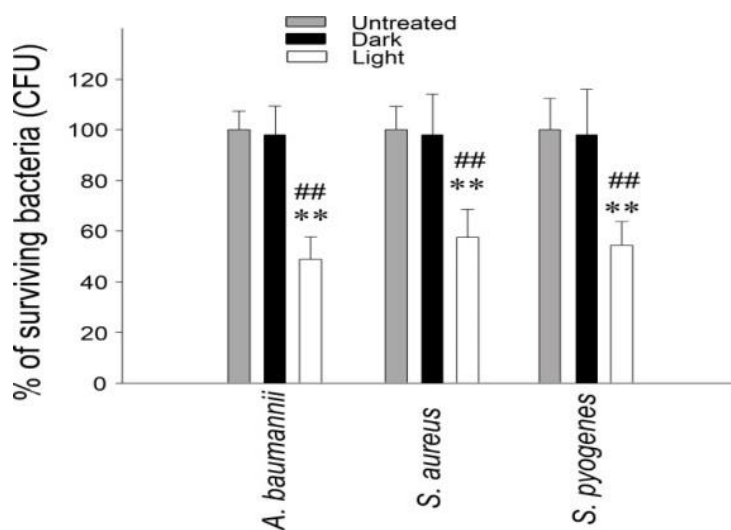 Untreated
Dark
Light
% of surviving bacteria (CFU)
120
100
80
60
40
20
0
##
**
##
**
##
**
A. baumannii
S. aureus
S. pyogenes